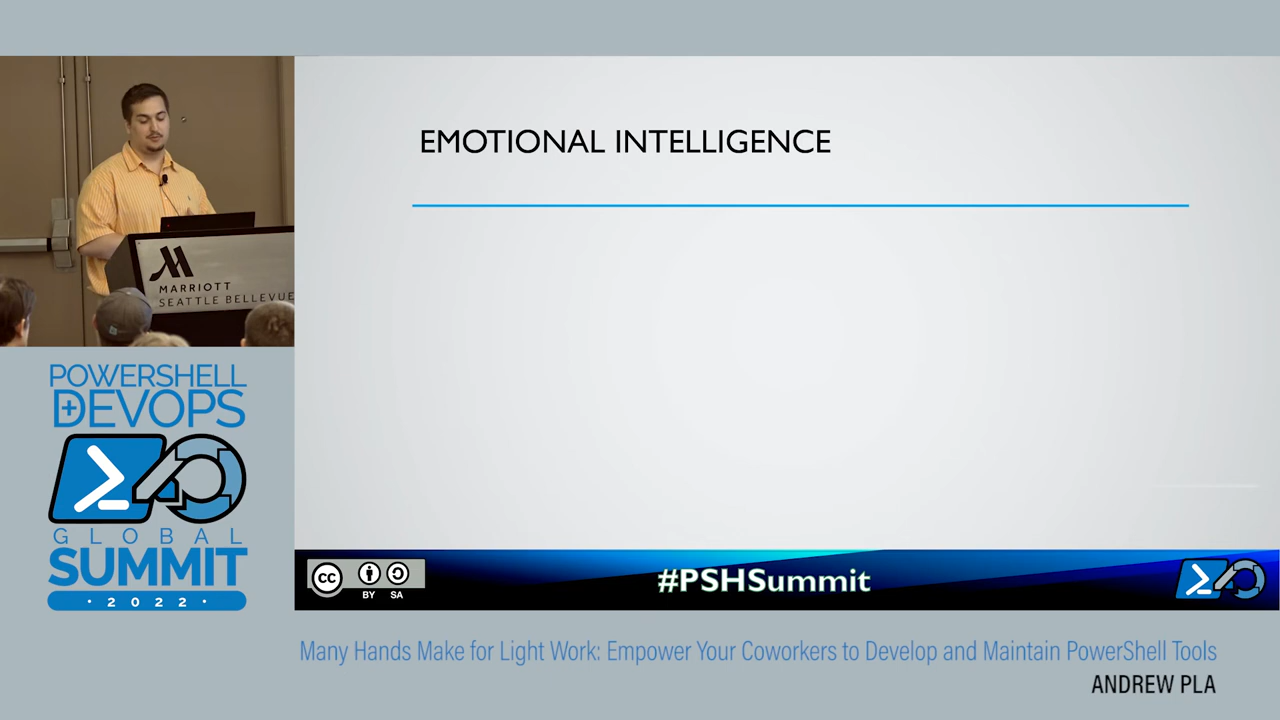 EMOTIONAL INTELLIGENCE
MARRIOTT
SEATTLE BELLEVUE
POWERSHELL
+DEVOPS
GLOBAL
SUMMIT
· 2022 ·
cc
BY SA
#PSHSummit
Many Hands Make for Light Work: Empower Your Coworkers to Develop and Maintain PowerShell Tools
ANDREW PLA